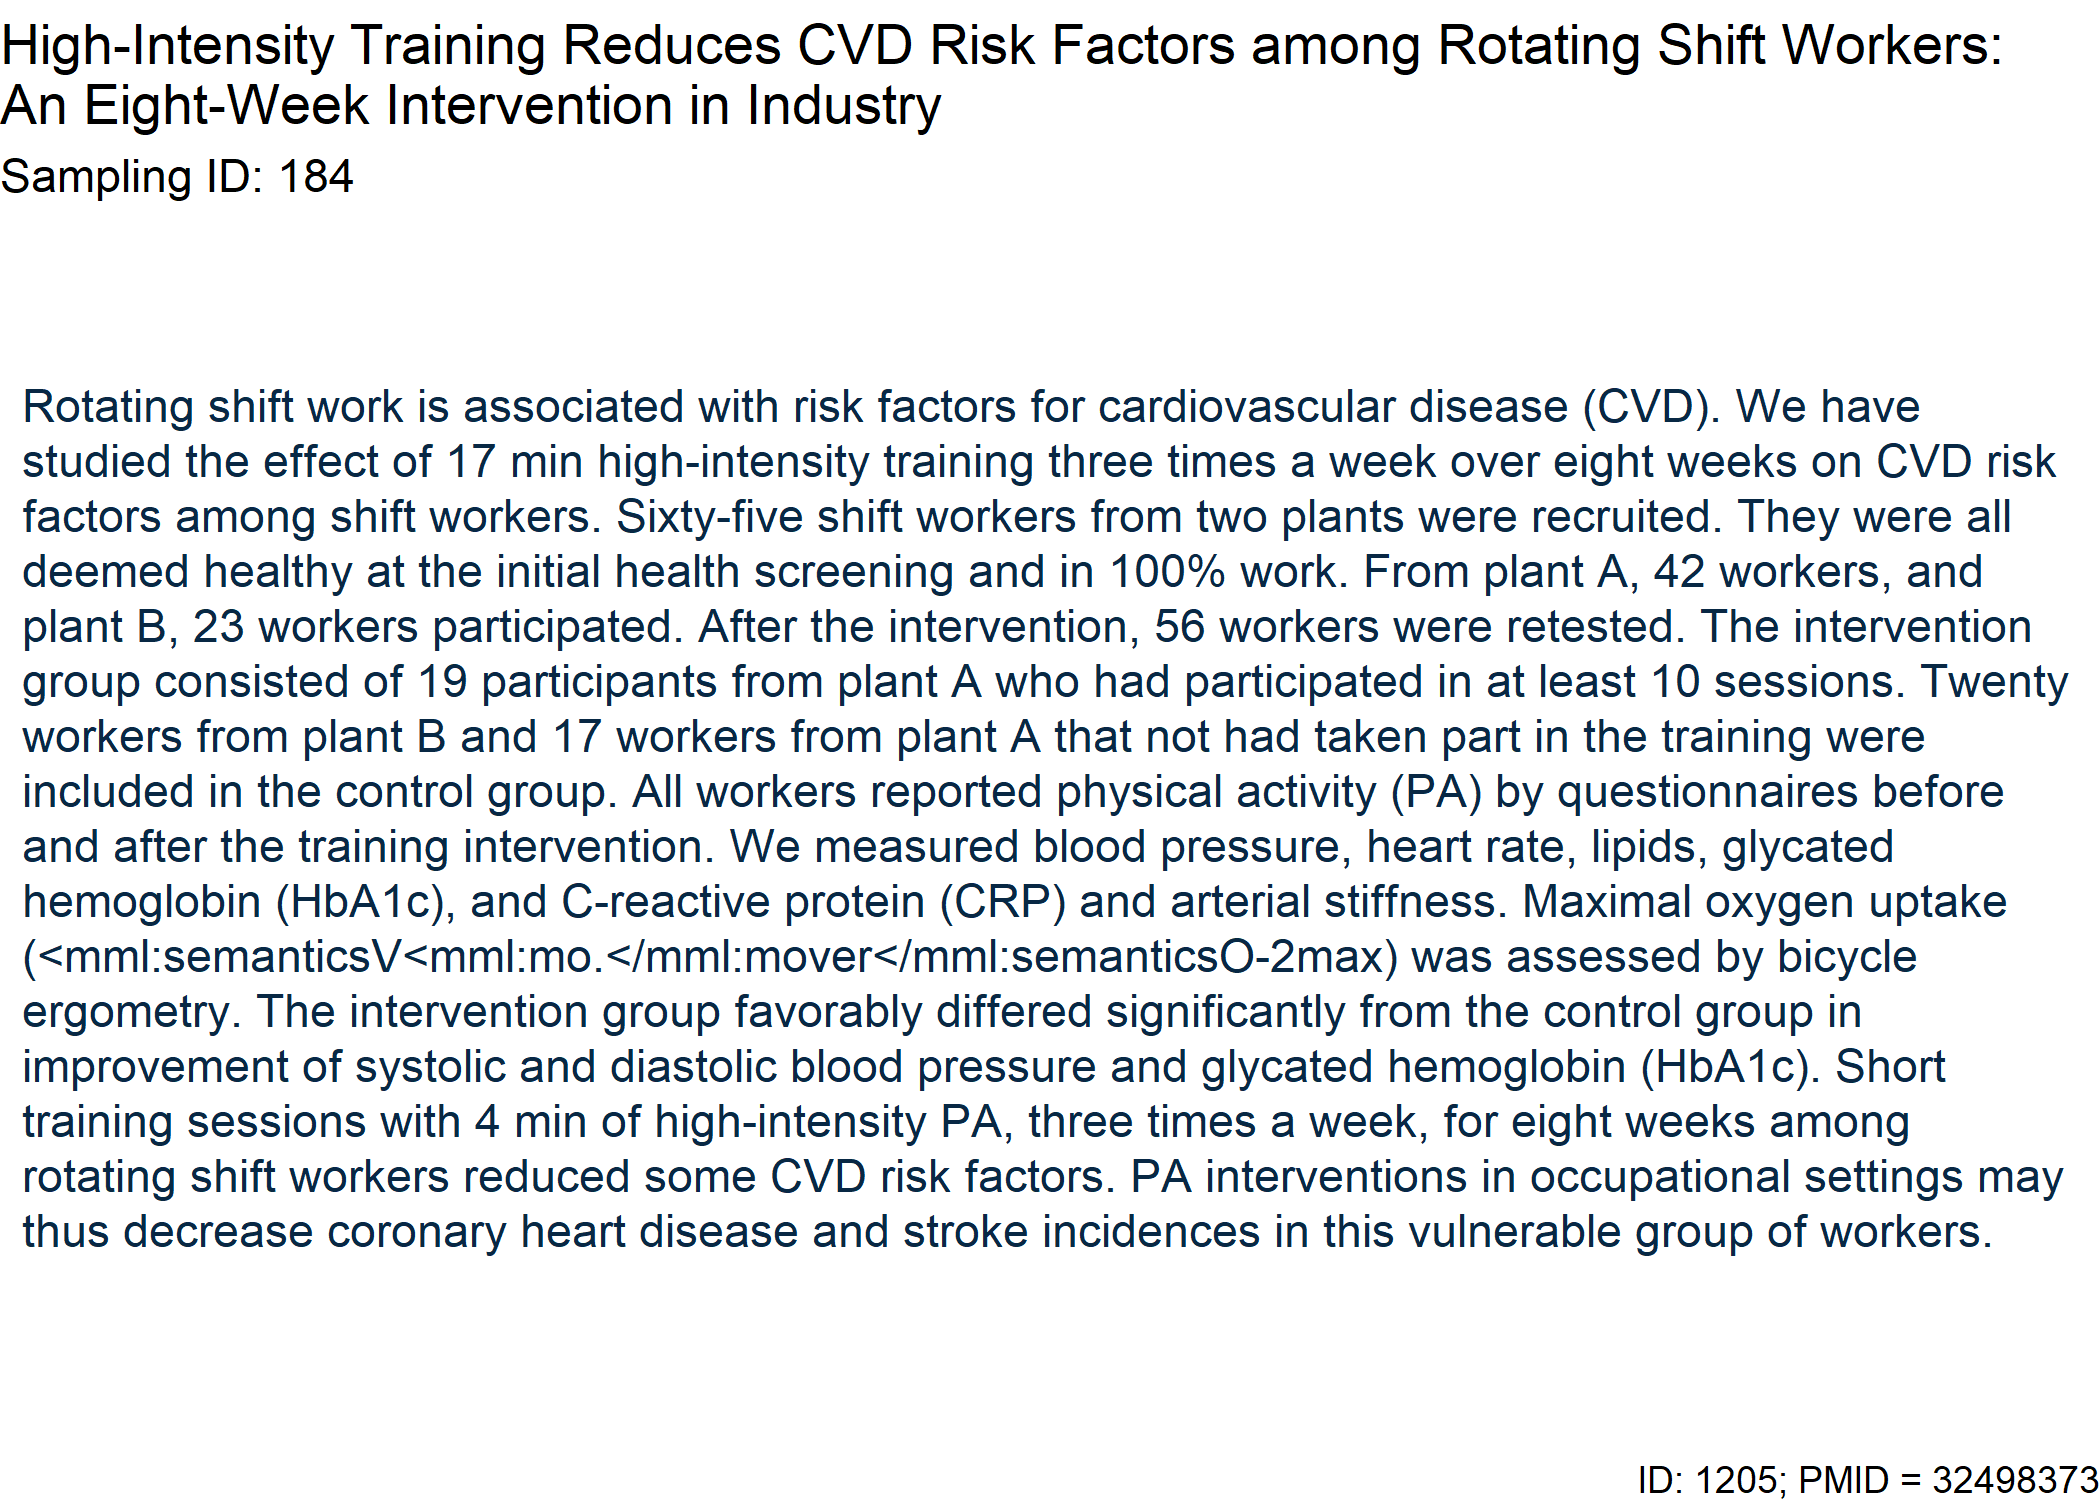 High-Intensity Training Reduces CVD Risk Factors among Rotating Shift Workers:
An Eight-Week Intervention in Industry
Sampling ID: 184
Rotating shift work is associated with risk factors for cardiovascular disease (CVD). We have
studied the effect of 17 min high-intensity training three times a week over eight weeks on CVD risk
factors among shift workers. Sixty-five shift workers from two plants were recruited. They were all
deemed healthy at the initial health screening and in 100% work. From plant A, 42 workers, and
plant B, 23 workers participated. After the intervention, 56 workers were retested. The intervention
group consisted of 19 participants from plant A who had participated in at least 10 sessions. Twenty
workers from plant B and 17 workers from plant A that not had taken part in the training were
included in the control group. All workers reported physical activity (PA) by questionnaires before
and after the training intervention. We measured blood pressure, heart rate, lipids, glycated
hemoglobin (HbA1c), and C-reactive protein (CRP) and arterial stiffness. Maximal oxygen uptake
(<mml:semanticsV<mml:mo.</mml:mover</mml:semanticsO-2max) was assessed by bicycle
ergometry. The intervention group favorably differed significantly from the control group in
improvement of systolic and diastolic blood pressure and glycated hemoglobin (HbA1c). Short
training sessions with 4 min of high-intensity PA, three times a week, for eight weeks among
rotating shift workers reduced some CVD risk factors. PA interventions in occupational settings may
thus decrease coronary heart disease and stroke incidences in this vulnerable group of workers.
ID: 1205; PMID = 32498373